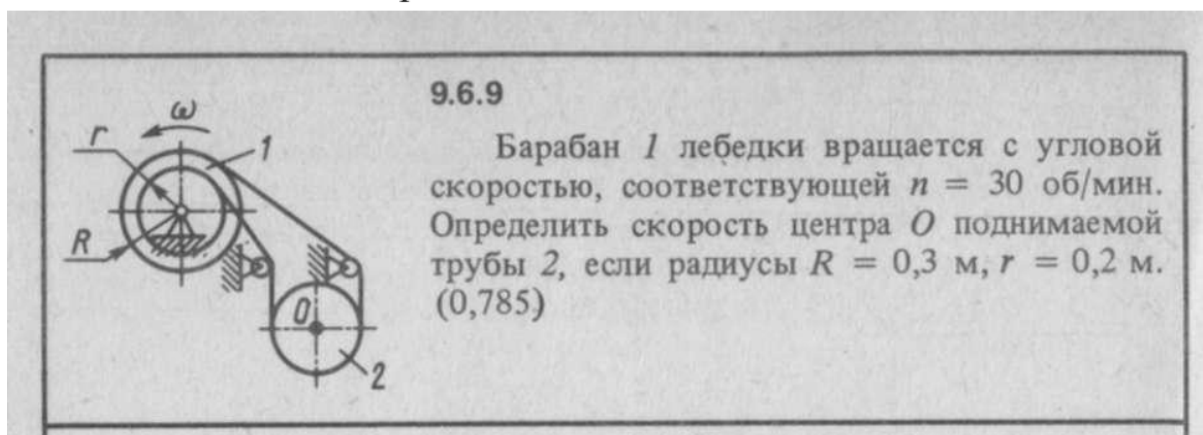 9.6.9
Барабан 1 лебедки вращается с угловой
скоростью, соответствующей n = 30 об/мин.
Определить скорость центра O поднимаемой
трубы 2, если радиусы R = 0,3 м, r = 0,2 м.
(0,785)
ω
r
1
R
O
2